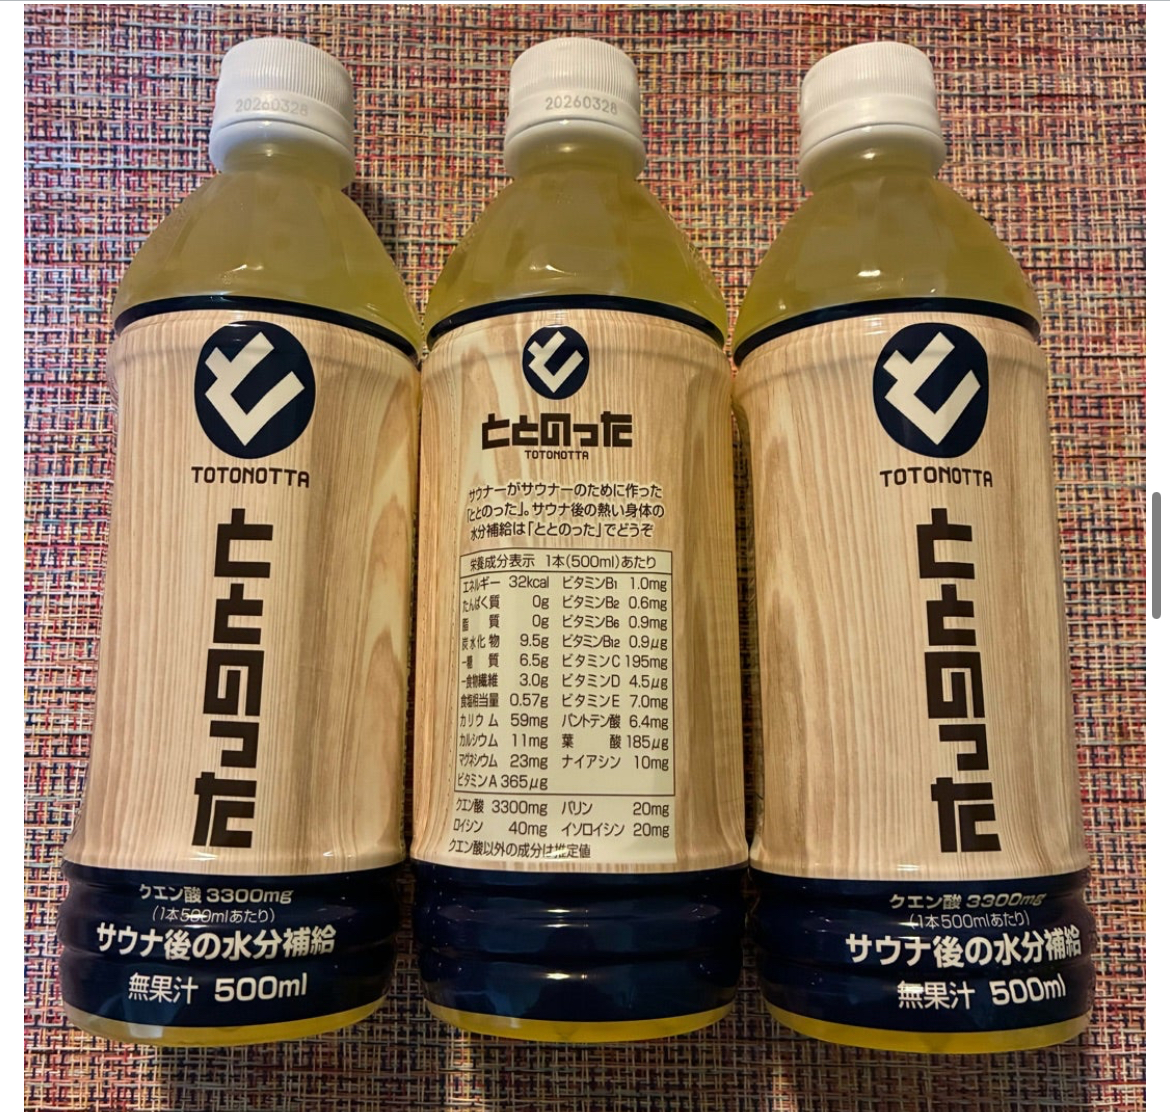 20260328
TOTONOTTA
ととのった
クエン酸 3300mg
(1本500mlあたり)
サウナ後の水分補給
無果汁 500ml
20260328
ととのった
TOTONOTTA
サウナーがサウナーのために作った
「ととのった」。サウナ後の熱い身体の
水分補給は「ととのった」でどうぞ
栄養成分表示 1本(500ml)あたり
エネルギー 32kcal ビタミンB1 1.0mg
たんぱく質 0g ビタミンB2 0.6mg
脂質 0g ビタミンB6 0.9mg
炭水化物 9.5g ビタミンB12 0.9μg
-糖質 6.5g ビタミンC 195mg
-食物繊維 3.0g ビタミンD 4.5μg
食塩相当量 0.57g ビタミンE 7.0mg
カリウム 59mg パントテン酸 6.4mg
カルシウム 11mg 葉酸 185μg
マグネシウム 23mg ナイアシン 10mg
ビタミンA 365μg
クエン酸 3300mg バリン 20mg
ロイシン 40mg イソロイシン 20mg
クエン酸以外の成分は推定値
TOTONOTTA
ととのった
クエン酸 3300mg
(1本500mlあたり)
サウナ後の水分補給
無果汁 500ml